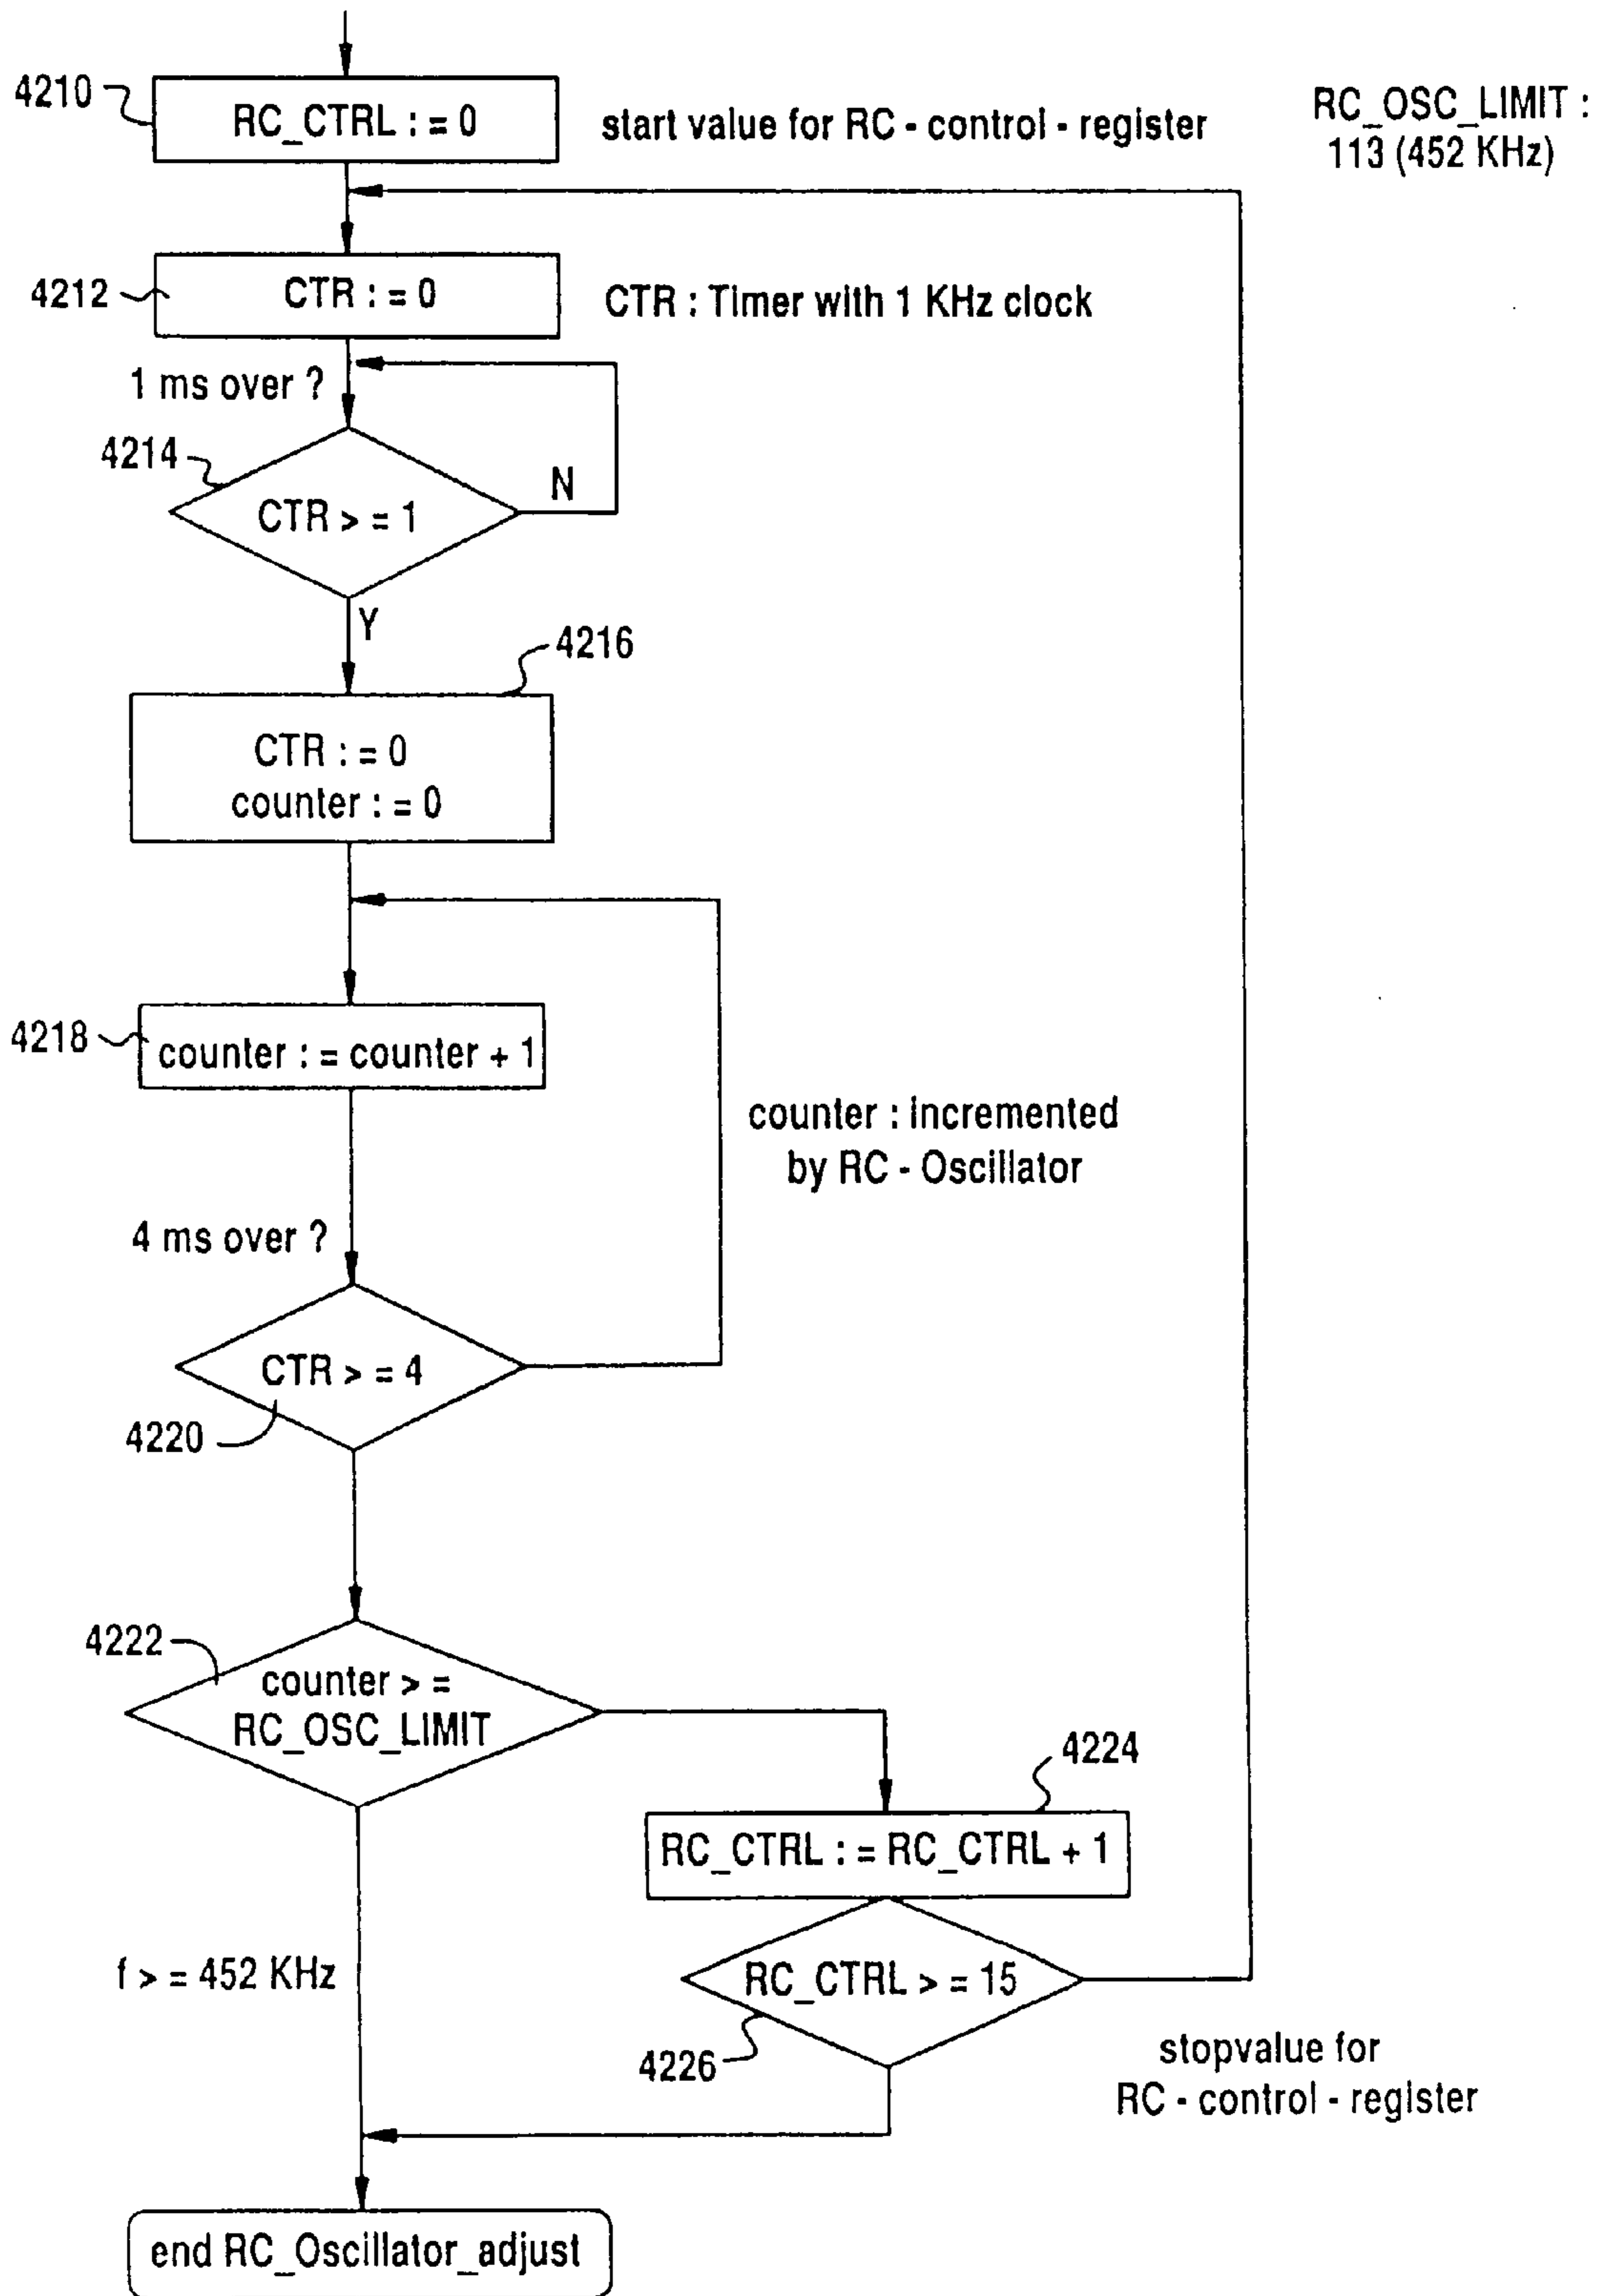 4210
RC_CTRL : = 0
start value for RC - control - register
RC_OSC_LIMIT :
113 (452 KHz)
4212
CTR : = 0
CTR : Timer with 1 KHz clock
1 ms over ?
4214
N
CTR > = 1
Y
4216
CTR : = 0
counter : = 0
4218
counter : = counter + 1
counter : incremented
by RC - Oscillator
4 ms over ?
CTR > = 4
4220
4222
counter > =
RC_OSC_LIMIT
4224
RC_CTRL : = RC_CTRL + 1
f > = 452 KHz
RC_CTRL > = 15
4226
stopvalue for
RC - control - register
end RC_Oscillator_adjust